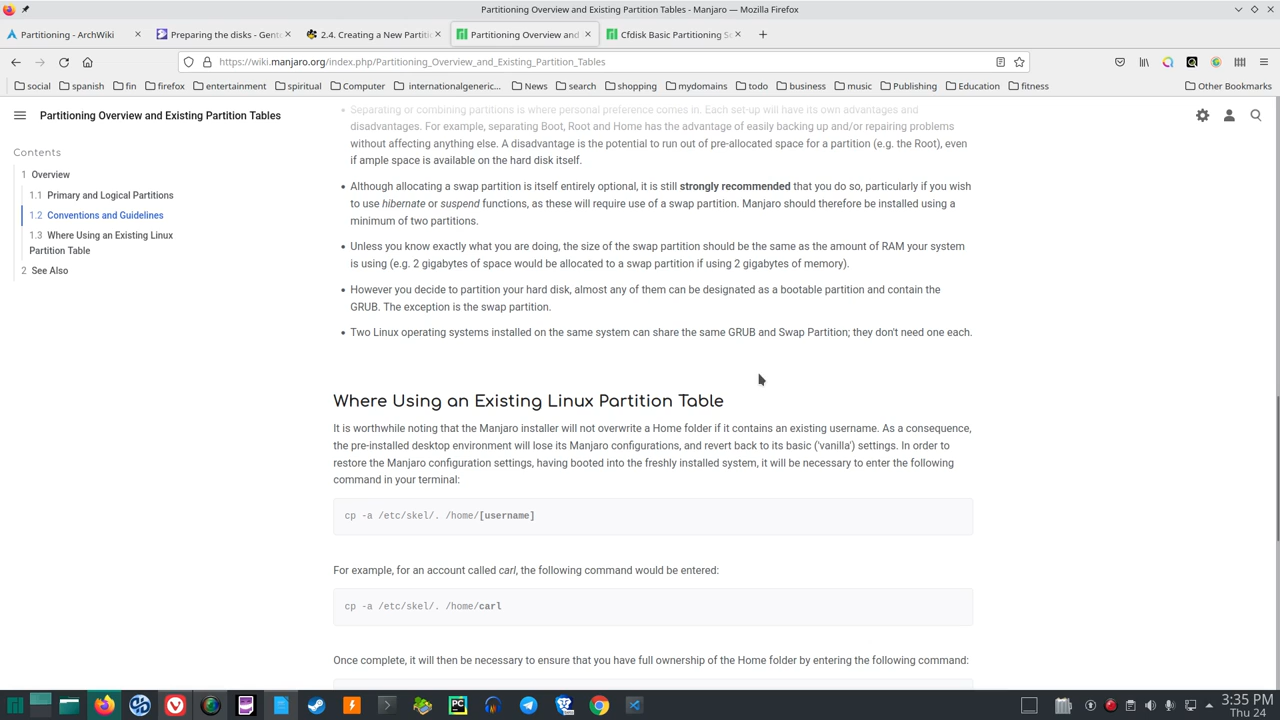 Partitioning Overview and Existing Partition Tables - Manjaro — Mozilla Firefox
Partitioning - ArchWiki
Preparing the disks - Gent
2.4. Creating a New Partit
Partitioning Overview and
Cfdisk Basic Partitioning S
https://wiki.manjaro.org/index.php/Partitioning_Overview_and_Existing_Partition_Tables
social
spanish
fin
firefox
entertainment
spiritual
Computer
internationalgeneric...
News
search
shopping
mydomains
todo
business
music
Publishing
Education
fitness
Other Bookmarks
Partitioning Overview and Existing Partition Tables
Contents
1 Overview
1.1 Primary and Logical Partitions
1.2 Conventions and Guidelines
1.3 Where Using an Existing Linux
Partition Table
2 See Also
• Separating or combining partitions is where personal preference comes in. Each set-up will have its own advantages and
disadvantages. For example, separating Boot, Root and Home has the advantage of easily backing up and/or repairing problems
without affecting anything else. A disadvantage is the potential to run out of pre-allocated space for a partition (e.g. the Root), even
if ample space is available on the hard disk itself.
• Although allocating a swap partition is itself entirely optional, it is still strongly recommended that you do so, particularly if you wish
to use hibernate or suspend functions, as these will require use of a swap partition. Manjaro should therefore be installed using a
minimum of two partitions.
• Unless you know exactly what you are doing, the size of the swap partition should be the same as the amount of RAM your system
is using (e.g. 2 gigabytes of space would be allocated to a swap partition if using 2 gigabytes of memory).
• However you decide to partition your hard disk, almost any of them can be designated as a bootable partition and contain the
GRUB. The exception is the swap partition.
• Two Linux operating systems installed on the same system can share the same GRUB and Swap Partition; they don't need one each.
Where Using an Existing Linux Partition Table
It is worthwhile noting that the Manjaro installer will not overwrite a Home folder if it contains an existing username. As a consequence,
the pre-installed desktop environment will lose its Manjaro configurations, and revert back to its basic ('vanilla') settings. In order to
restore the Manjaro configuration settings, having booted into the freshly installed system, it will be necessary to enter the following
command in your terminal:
cp -a /etc/skel/. /home/[username]
For example, for an account called carl, the following command would be entered:
cp -a /etc/skel/. /home/carl
Once complete, it will then be necessary to ensure that you have full ownership of the Home folder by entering the following command:
3:35 PM
Thu 24